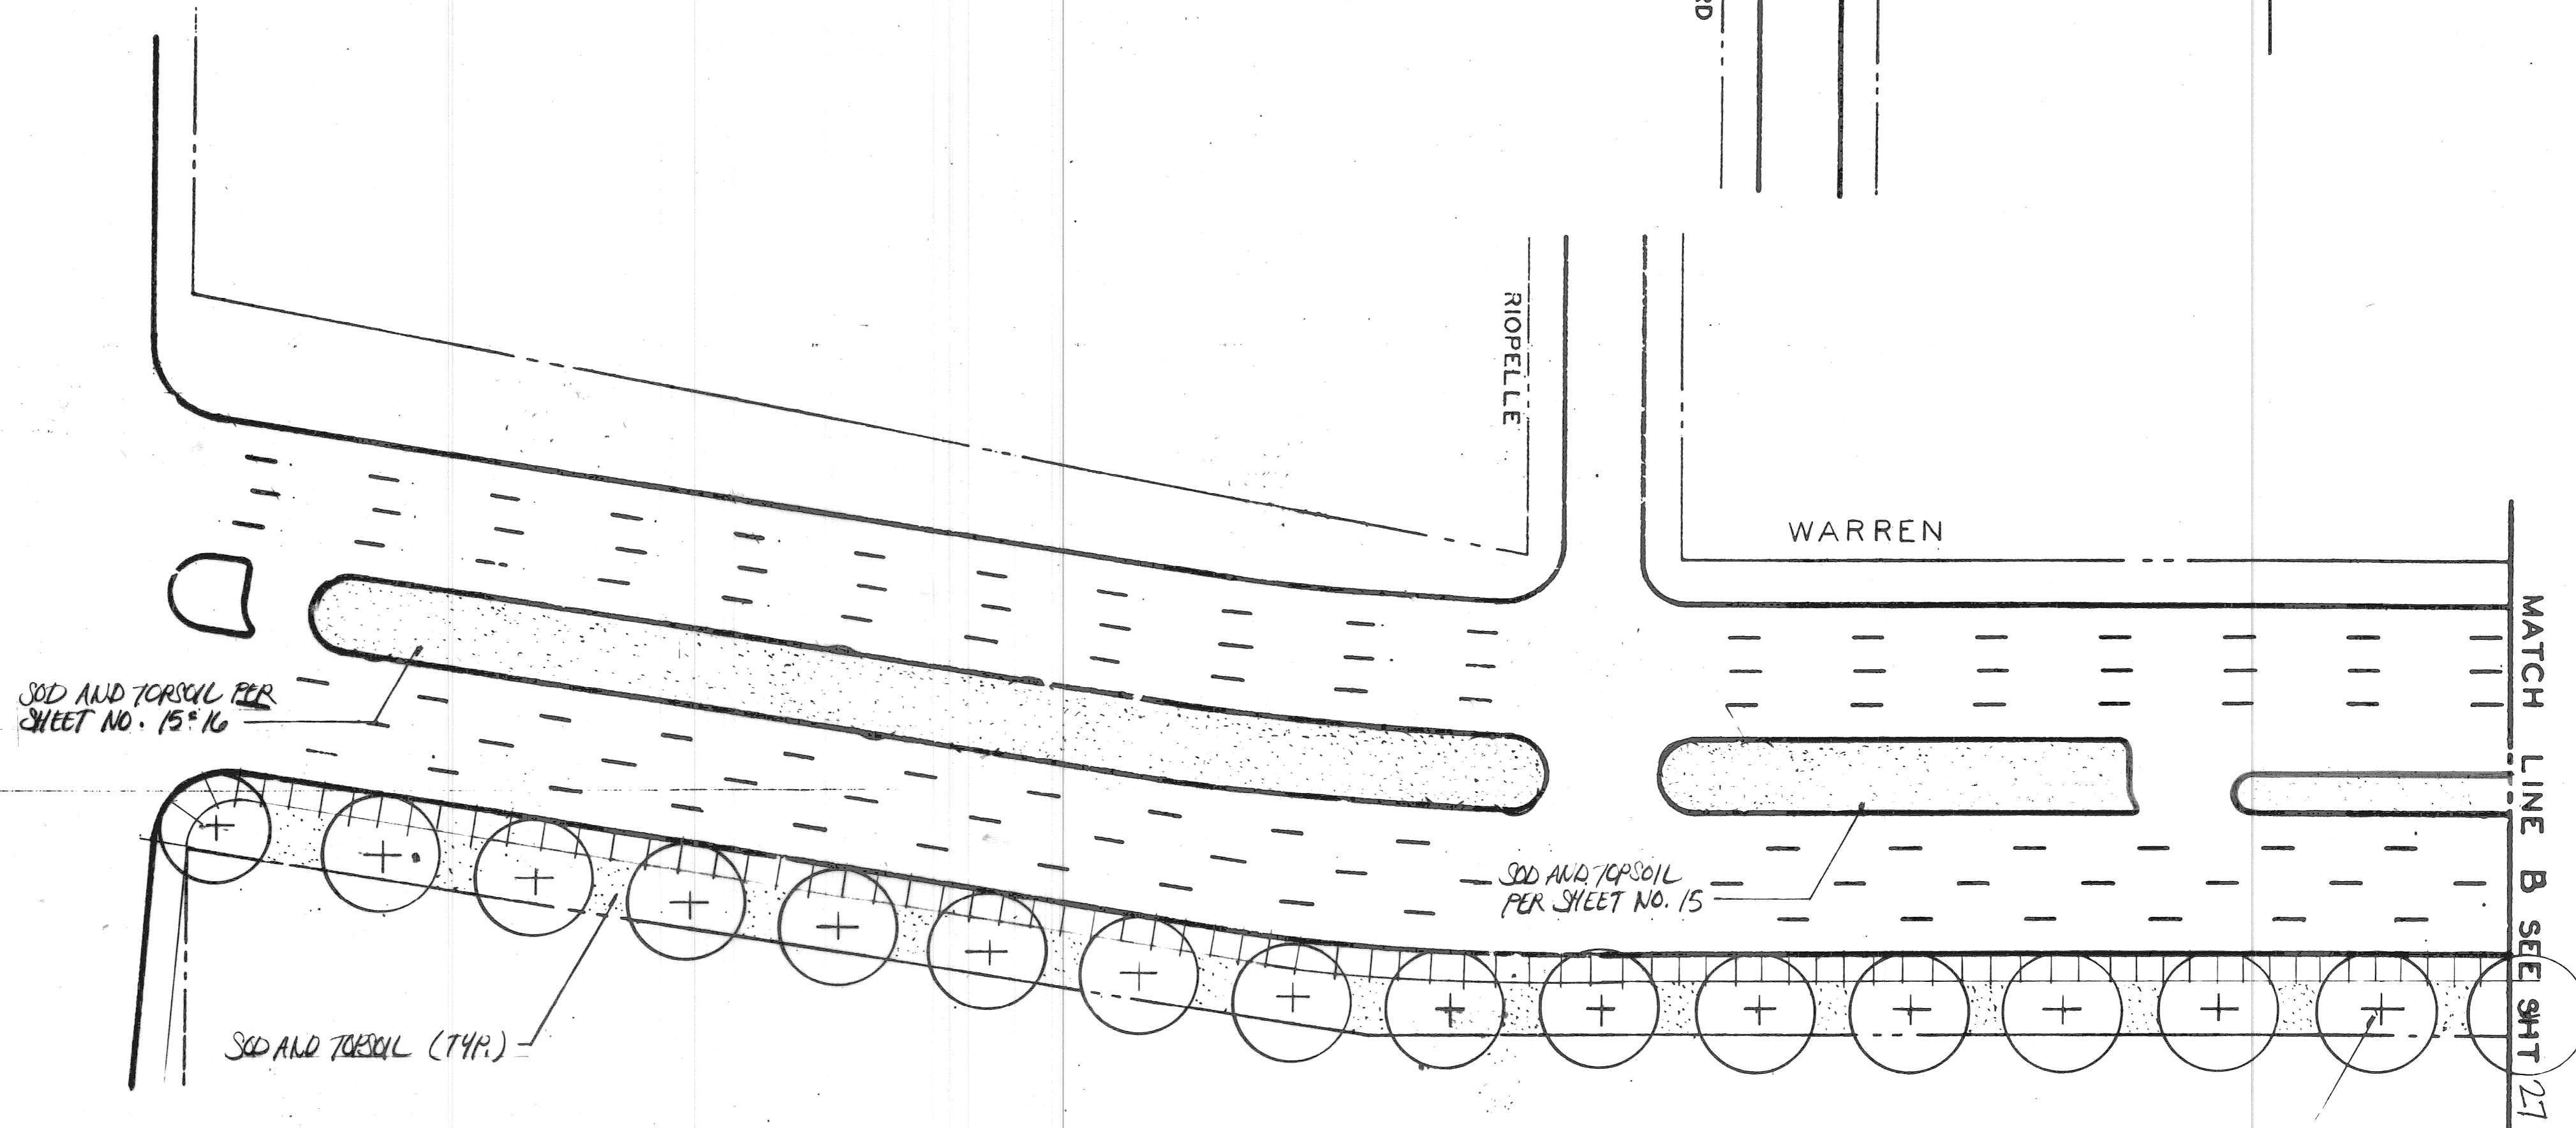 RD
RIOPELLE
WARREN
SOD AND TOPSOIL PER
SHEET NO. 15 & 16
SOD AND TOPSOIL
PER SHEET NO. 15
SOD AND TOPSOIL (TYP.)
MATCH LINE B SEE SHT 27